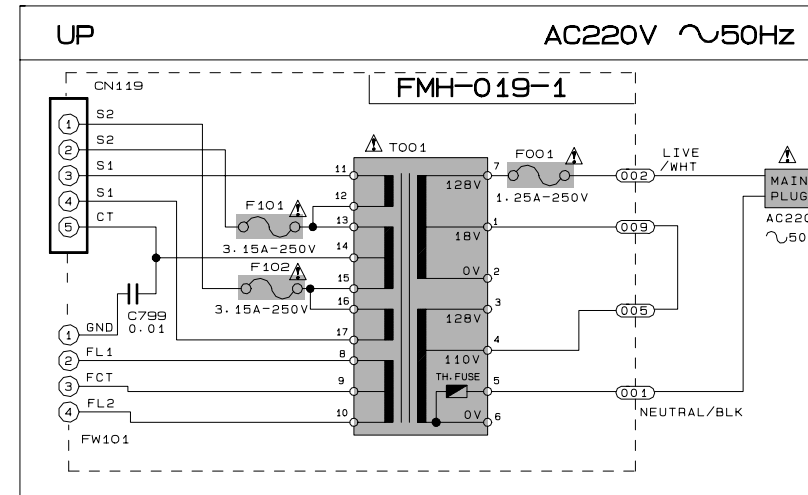 UP
AC220V 50Hz
FMH-019-1
CN119
1 S2
2 S2
3 S1
4 S1
5 CT
C799
0.01
1 GND
2 FL1
3 FCT
4 FL2
FW101
F101
3.15A-250V
F102
3.15A-250V
T001
11
12
13
14
15
16
17
8
9
10
7
128V
1
18V
0V 2
3
128V
4
110V
TH.FUSE
5
0V 6
F001
1.25A-250V
002
009
005
001
LIVE
/WHT
NEUTRAL/BLK
MAIN
PLUG
AC220
50